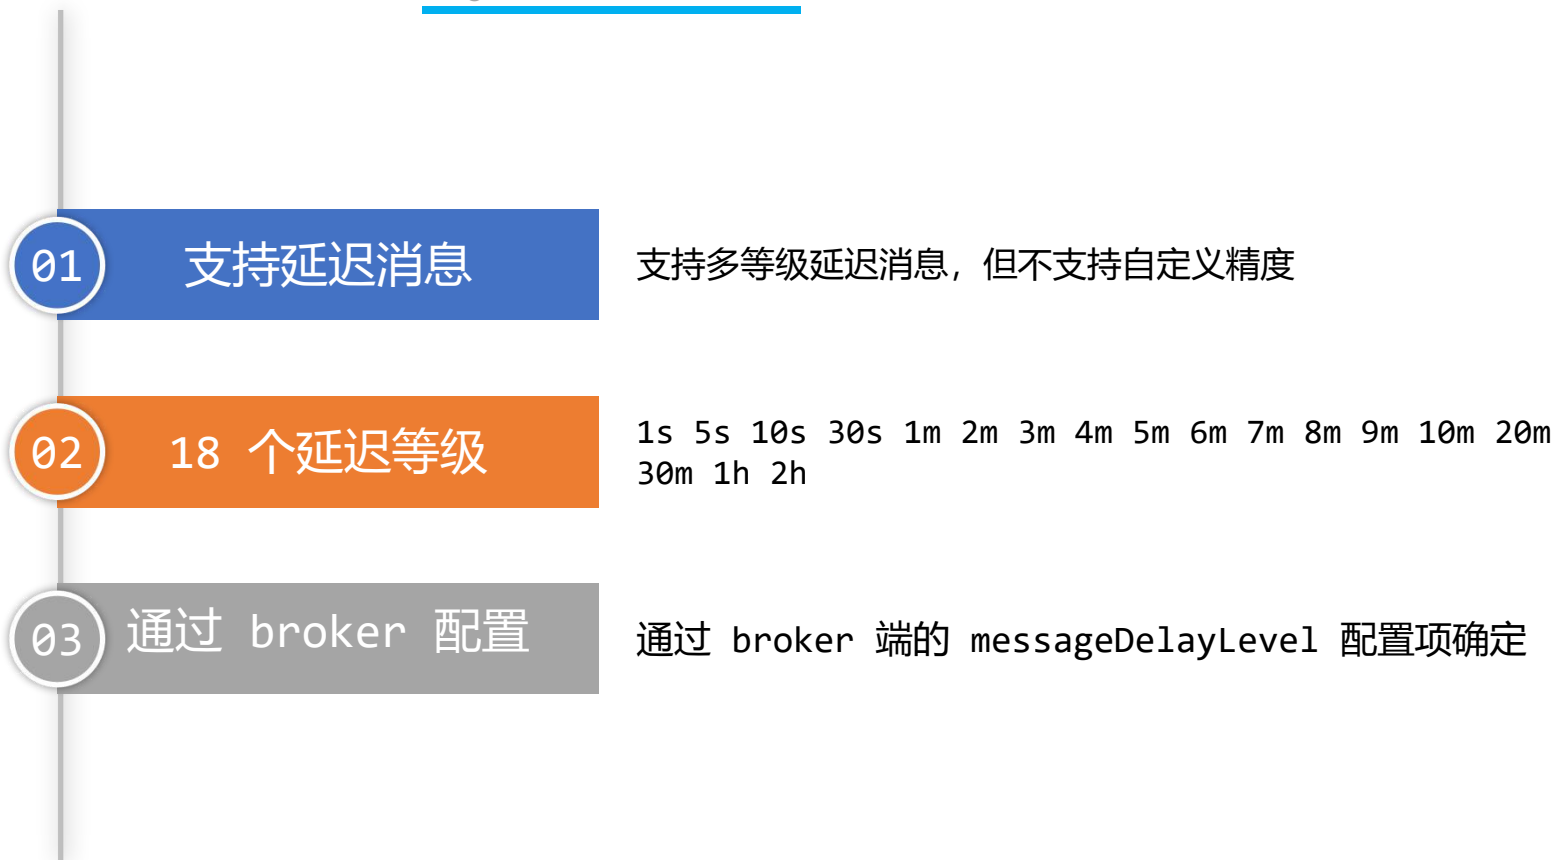 01
支持延迟消息
支持多等级延迟消息，但不支持自定义精度
02
18 个延迟等级
1s 5s 10s 30s 1m 2m 3m 4m 5m 6m 7m 8m 9m 10m 20m
30m 1h 2h
03
通过 broker 配置
通过 broker 端的 messageDelayLevel 配置项确定